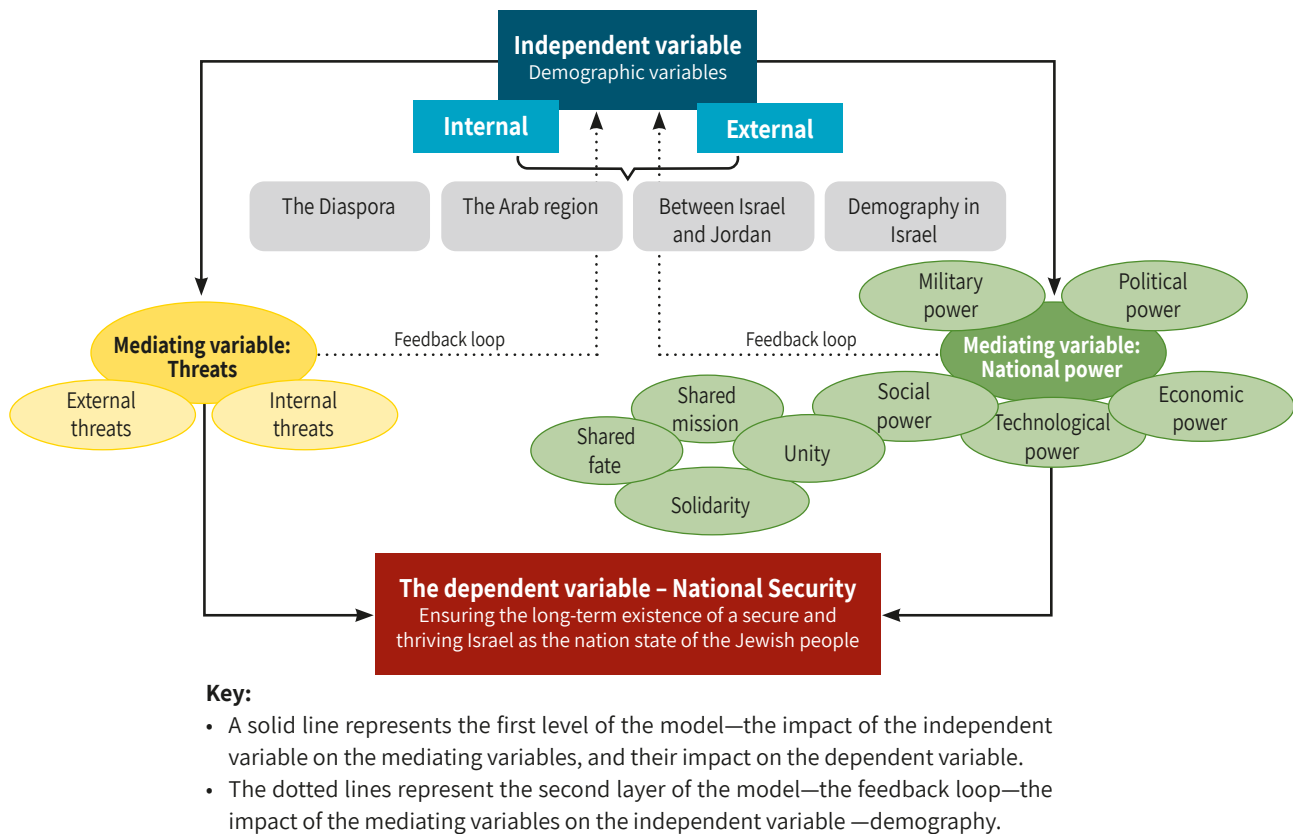 Independent variable
Demographic variables
Internal
External
The Diaspora
The Arab region
Between Israel
and Jordan
Demography in
Israel
Military
power
Political
power
Mediating variable:
Threats
Feedback loop
Feedback loop
Mediating variable:
National power
External
threats
Internal
threats
Shared
mission
Social
power
Technological
power
Economic
power
Shared
fate
Unity
Solidarity
The dependent variable – National Security
Ensuring the long-term existence of a secure and
thriving Israel as the nation state of the Jewish people
Key:
• A solid line represents the first level of the model—the impact of the independent
variable on the mediating variables, and their impact on the dependent variable.
• The dotted lines represent the second layer of the model—the feedback loop—the
impact of the mediating variables on the independent variable —demography.